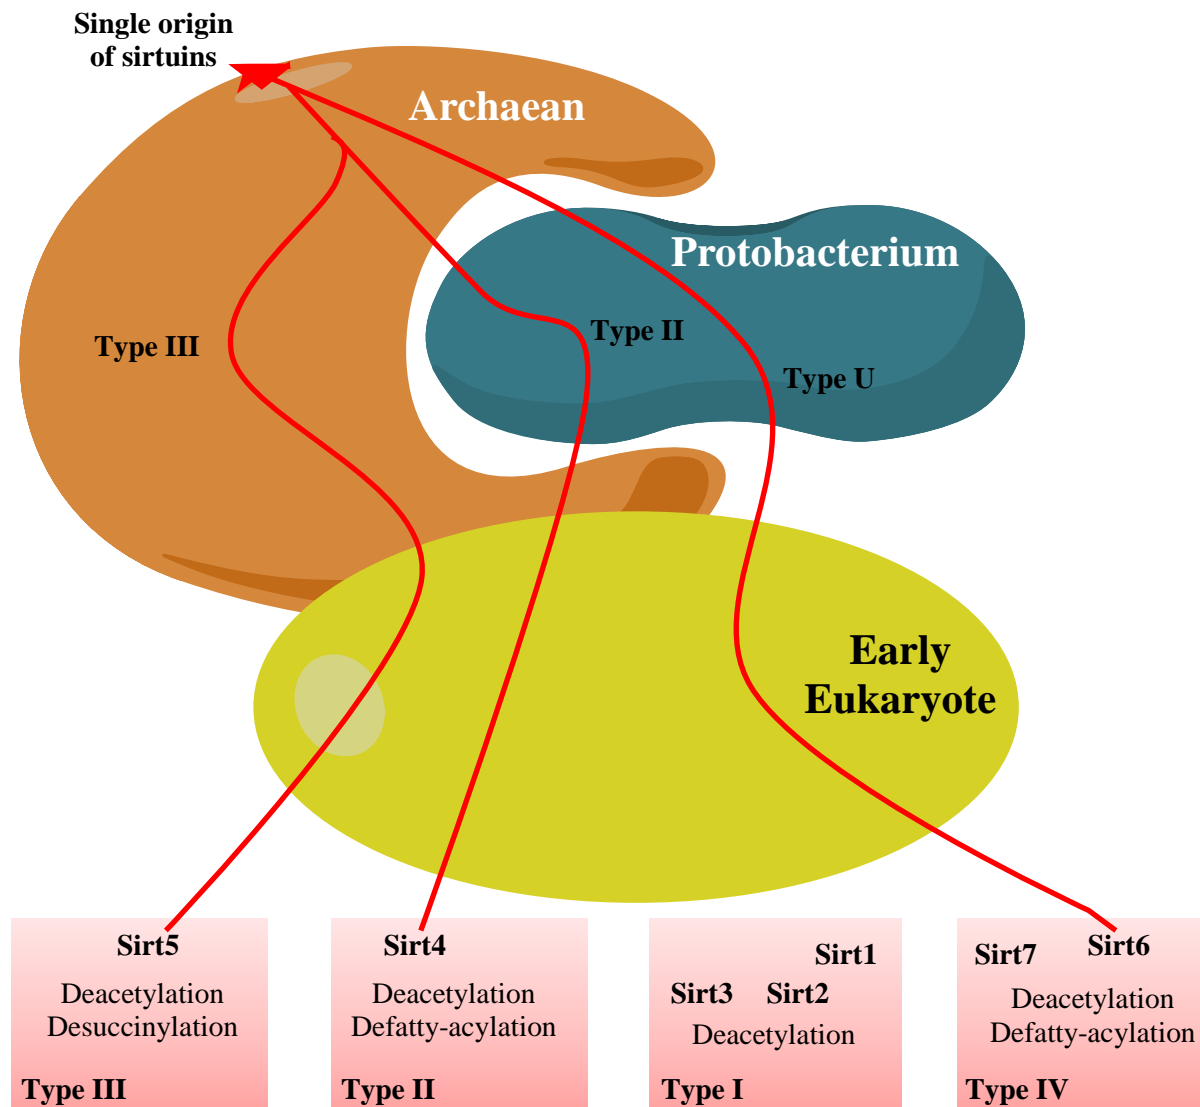 Single origin
of sirtuins
Archaean
Protobacterium
Type III
Type II
Type U
Early
Eukaryote
Sirt5
Deacetylation
Desuccinylation
Type III
Sirt4
Deacetylation
Defatty-acylation
Type II
Sirt1
Sirt3 Sirt2
Deacetylation
Type I
Sirt7 Sirt6
Deacetylation
Defatty-acylation
Type IV